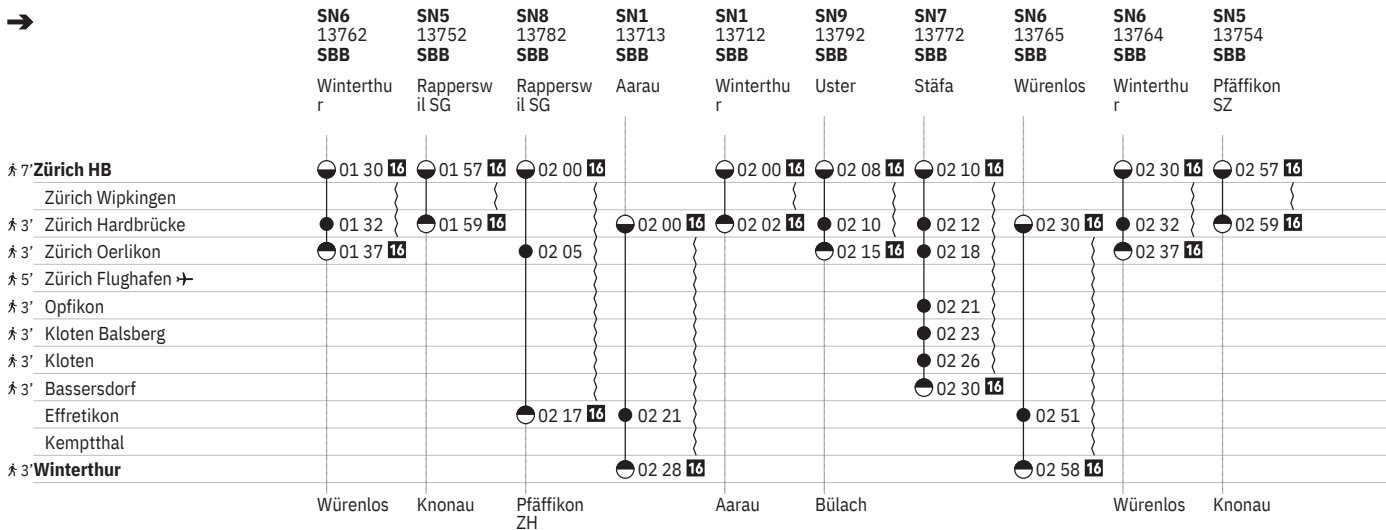 ➔ SN6 SN5 SN8 SN1 SN1 SN9 SN7 SN6 SN6 SN5
13762 13752 13782 13713 13712 13792 13772 13765 13764 13754
SBB SBB SBB SBB SBB SBB SBB SBB SBB SBB
Winterthu Rappersw Rappersw Aarau Winterthu Uster Stäfa Würenlos Winterthu Pfäffikon
r il SG il SG r r SZ
7’ Zürich HB 01 30 16 01 57 16 02 00 16 02 00 16 02 08 16 02 10 16 02 30 16 02 57 16
Zürich Wipkingen
3’ Zürich Hardbrücke 01 32 01 59 16 02 00 16 02 02 16 02 10 02 12 02 30 16 02 32 02 59 16
3’ Zürich Oerlikon 01 37 16 02 05 02 15 16 02 18 02 37 16
5’ Zürich Flughafen
3’ Opfikon 02 21
3’ Kloten Balsberg 02 23
3’ Kloten 02 26
3’ Bassersdorf 02 30 16
Effretikon 02 17 16 02 21 02 51
Kemptthal
3’ Winterthur 02 28 16 02 58 16
Würenlos Knonau Pfäffikon Aarau Bülach Würenlos Knonau
ZH